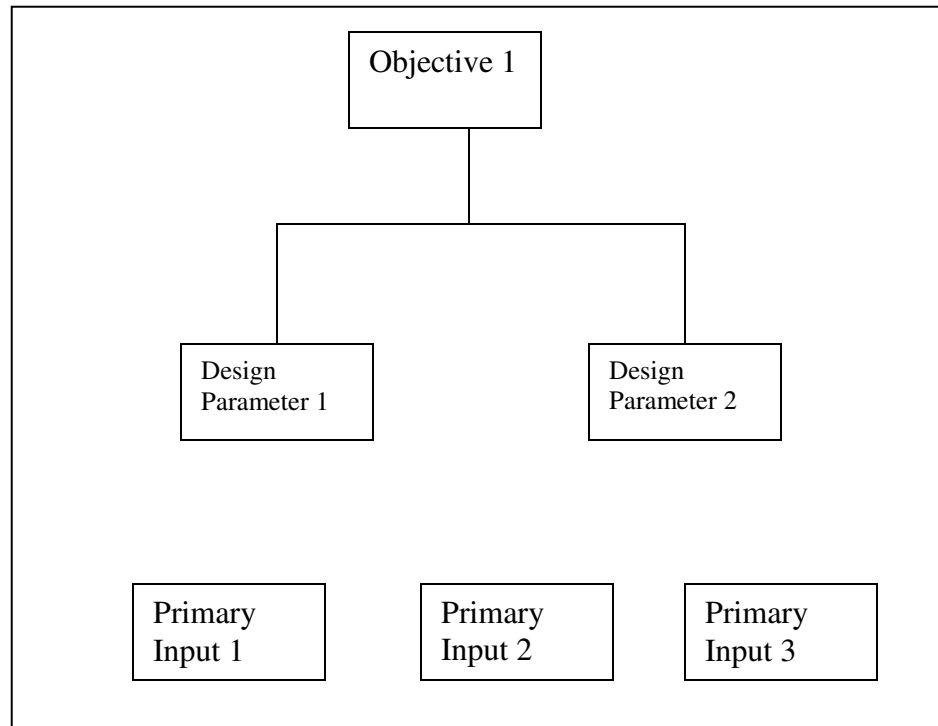 Objective 1
Design
Parameter 1
Design
Parameter 2
Primary
Input 1
Primary
Input 2
Primary
Input 3